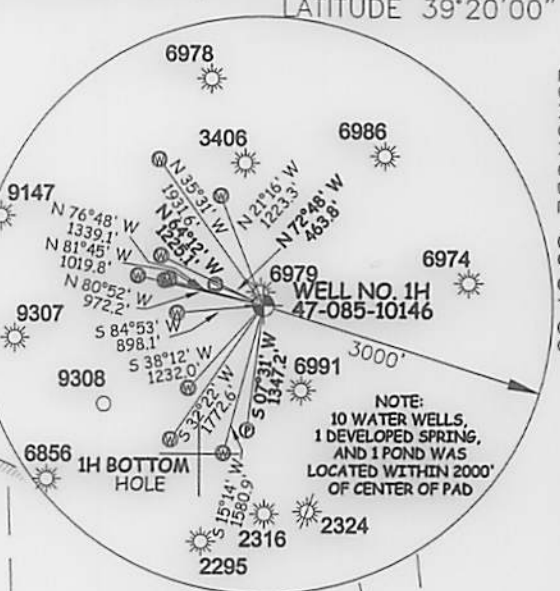 LATITUDE 39°20'00"
6978
3406
6986
9147
N 35°31' W
1931.6'
N 21°16' W
1223.3'
N 72°48' W
463.8'
N 76°48' W
1339.1'
N 64°12' W
1225.1'
N 81°45' W
1019.8'
N 80°52' W
972.2'
6979
WELL NO. 1H
47-085-10146
6974
9307
S 84°53' W
898.1'
3000'
S 38°12' W
1232.0'
S 32°22' W
1772.6'
S 07°31' W
1347.2'
6991
9308
NOTE:
10 WATER WELLS,
1 DEVELOPED SPRING,
AND 1 POND WAS
LOCATED WITHIN 2000'
OF CENTER OF PAD
6856
1H BOTTOM
HOLE
S 15°14' W
1580.9'
2316
2324
2295
W
W
W
W
W
W
W
W
W
P